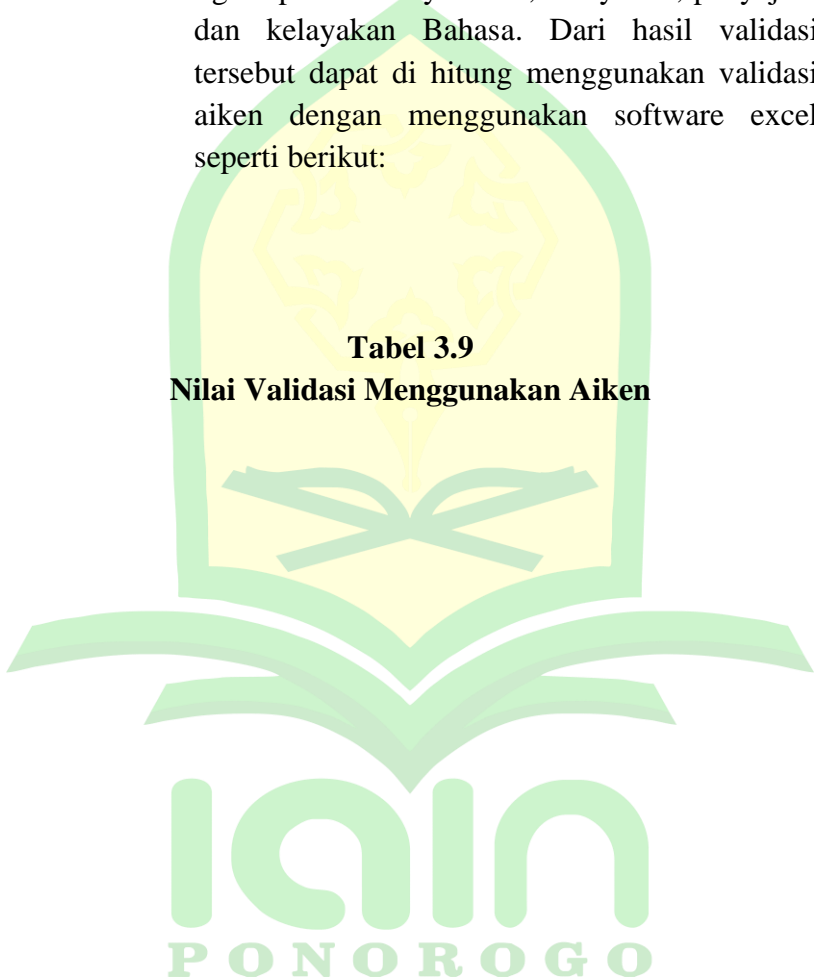 dan kelayakan Bahasa. Dari hasil validasi
tersebut dapat di hitung menggunakan validasi
aiken dengan menggunakan software excel
seperti berikut:
Tabel 3.9
Nilai Validasi Menggunakan Aiken
iain
PONOROGO